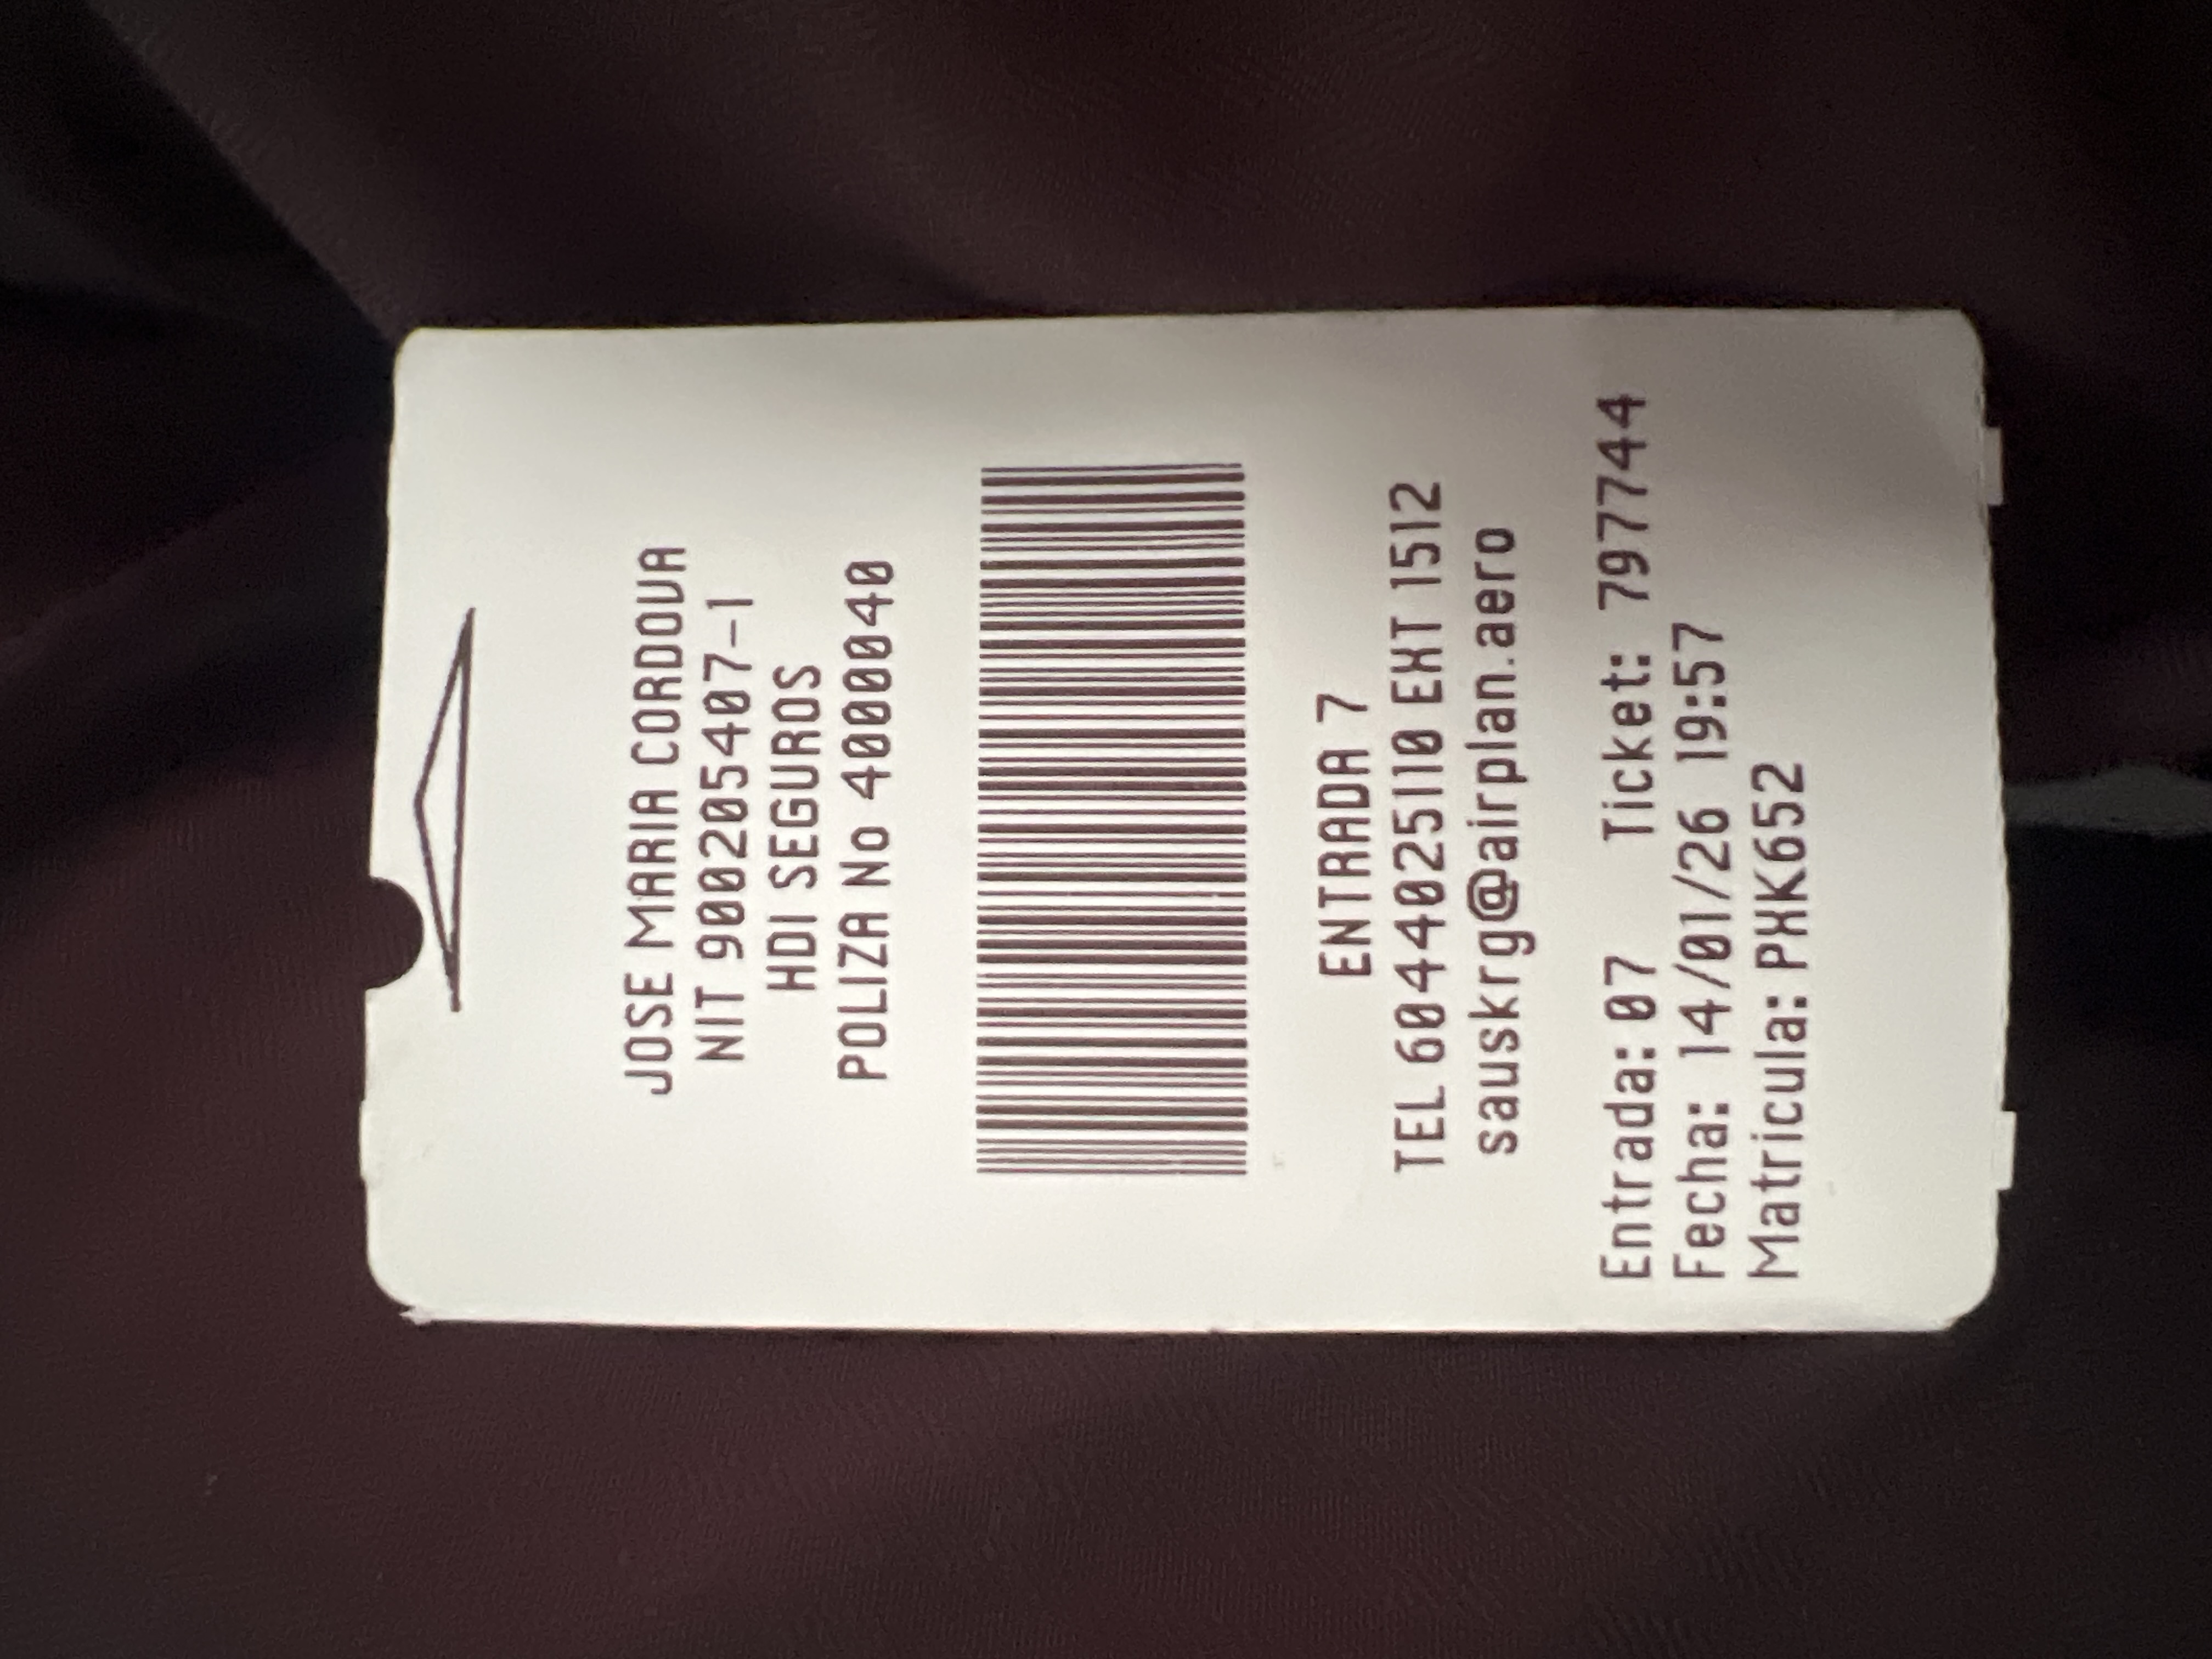 JOSE MARIA CORDOVA
NIT 900205407-1
HDI SEGUROS
POLIZA No 4000040
ENTRADA 7
TEL 6044025110 EXT 1512
sauskrg@airplan.aero
Entrada: 07 Ticket: 797744
Fecha: 14/01/26 19:57
Matricula: PXK652